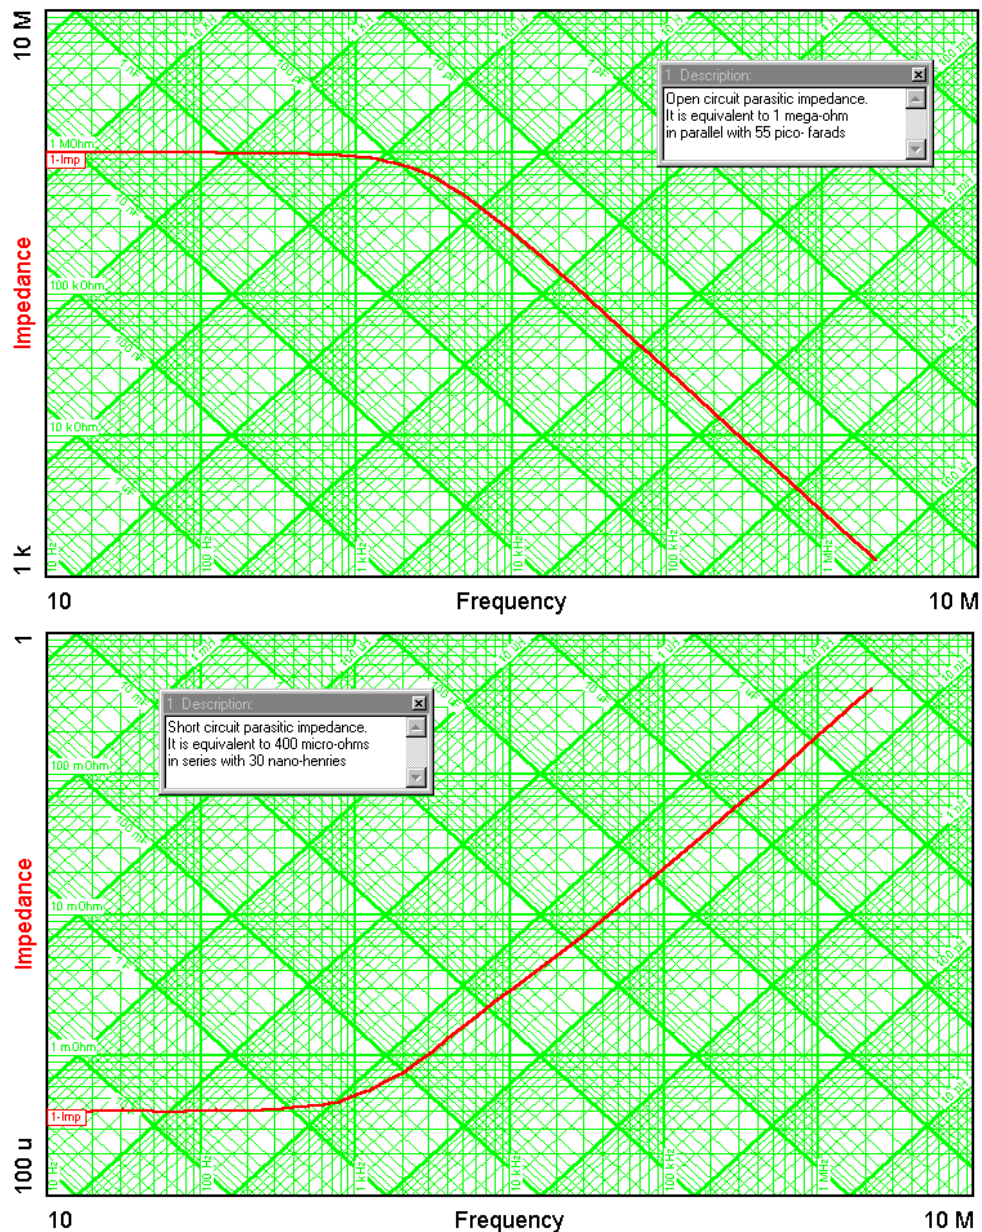 10 M
1 Description:
Open circuit parasitic impedance.
It is equivalent to 1 mega-ohm
in parallel with 55 pico- farads
1 MOhm
1-Imp
Impedance
100 kOhm
10 kOhm
1 k
10 Hz
100 Hz
1 kHz
10 kHz
100 kHz
1 MHz
10
Frequency
10 M
1
1 Description:
Short circuit parasitic impedance.
It is equivalent to 400 micro-ohms
in series with 30 nano-henries
100 mOhm
Impedance
10 mOhm
1 mOhm
1-Imp
100 u
10 Hz
100 Hz
1 kHz
10 kHz
100 kHz
1 MHz
10
Frequency
10 M